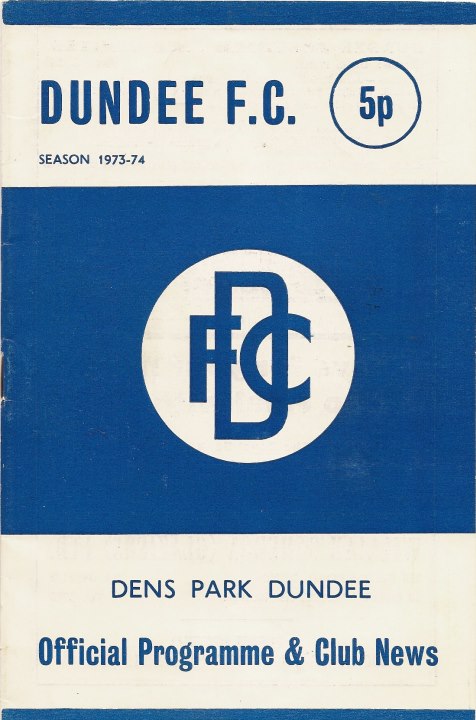 DUNDEE F.C.
5p
SEASON 1973-74
DFC
DENS PARK DUNDEE
Official Programme & Club News